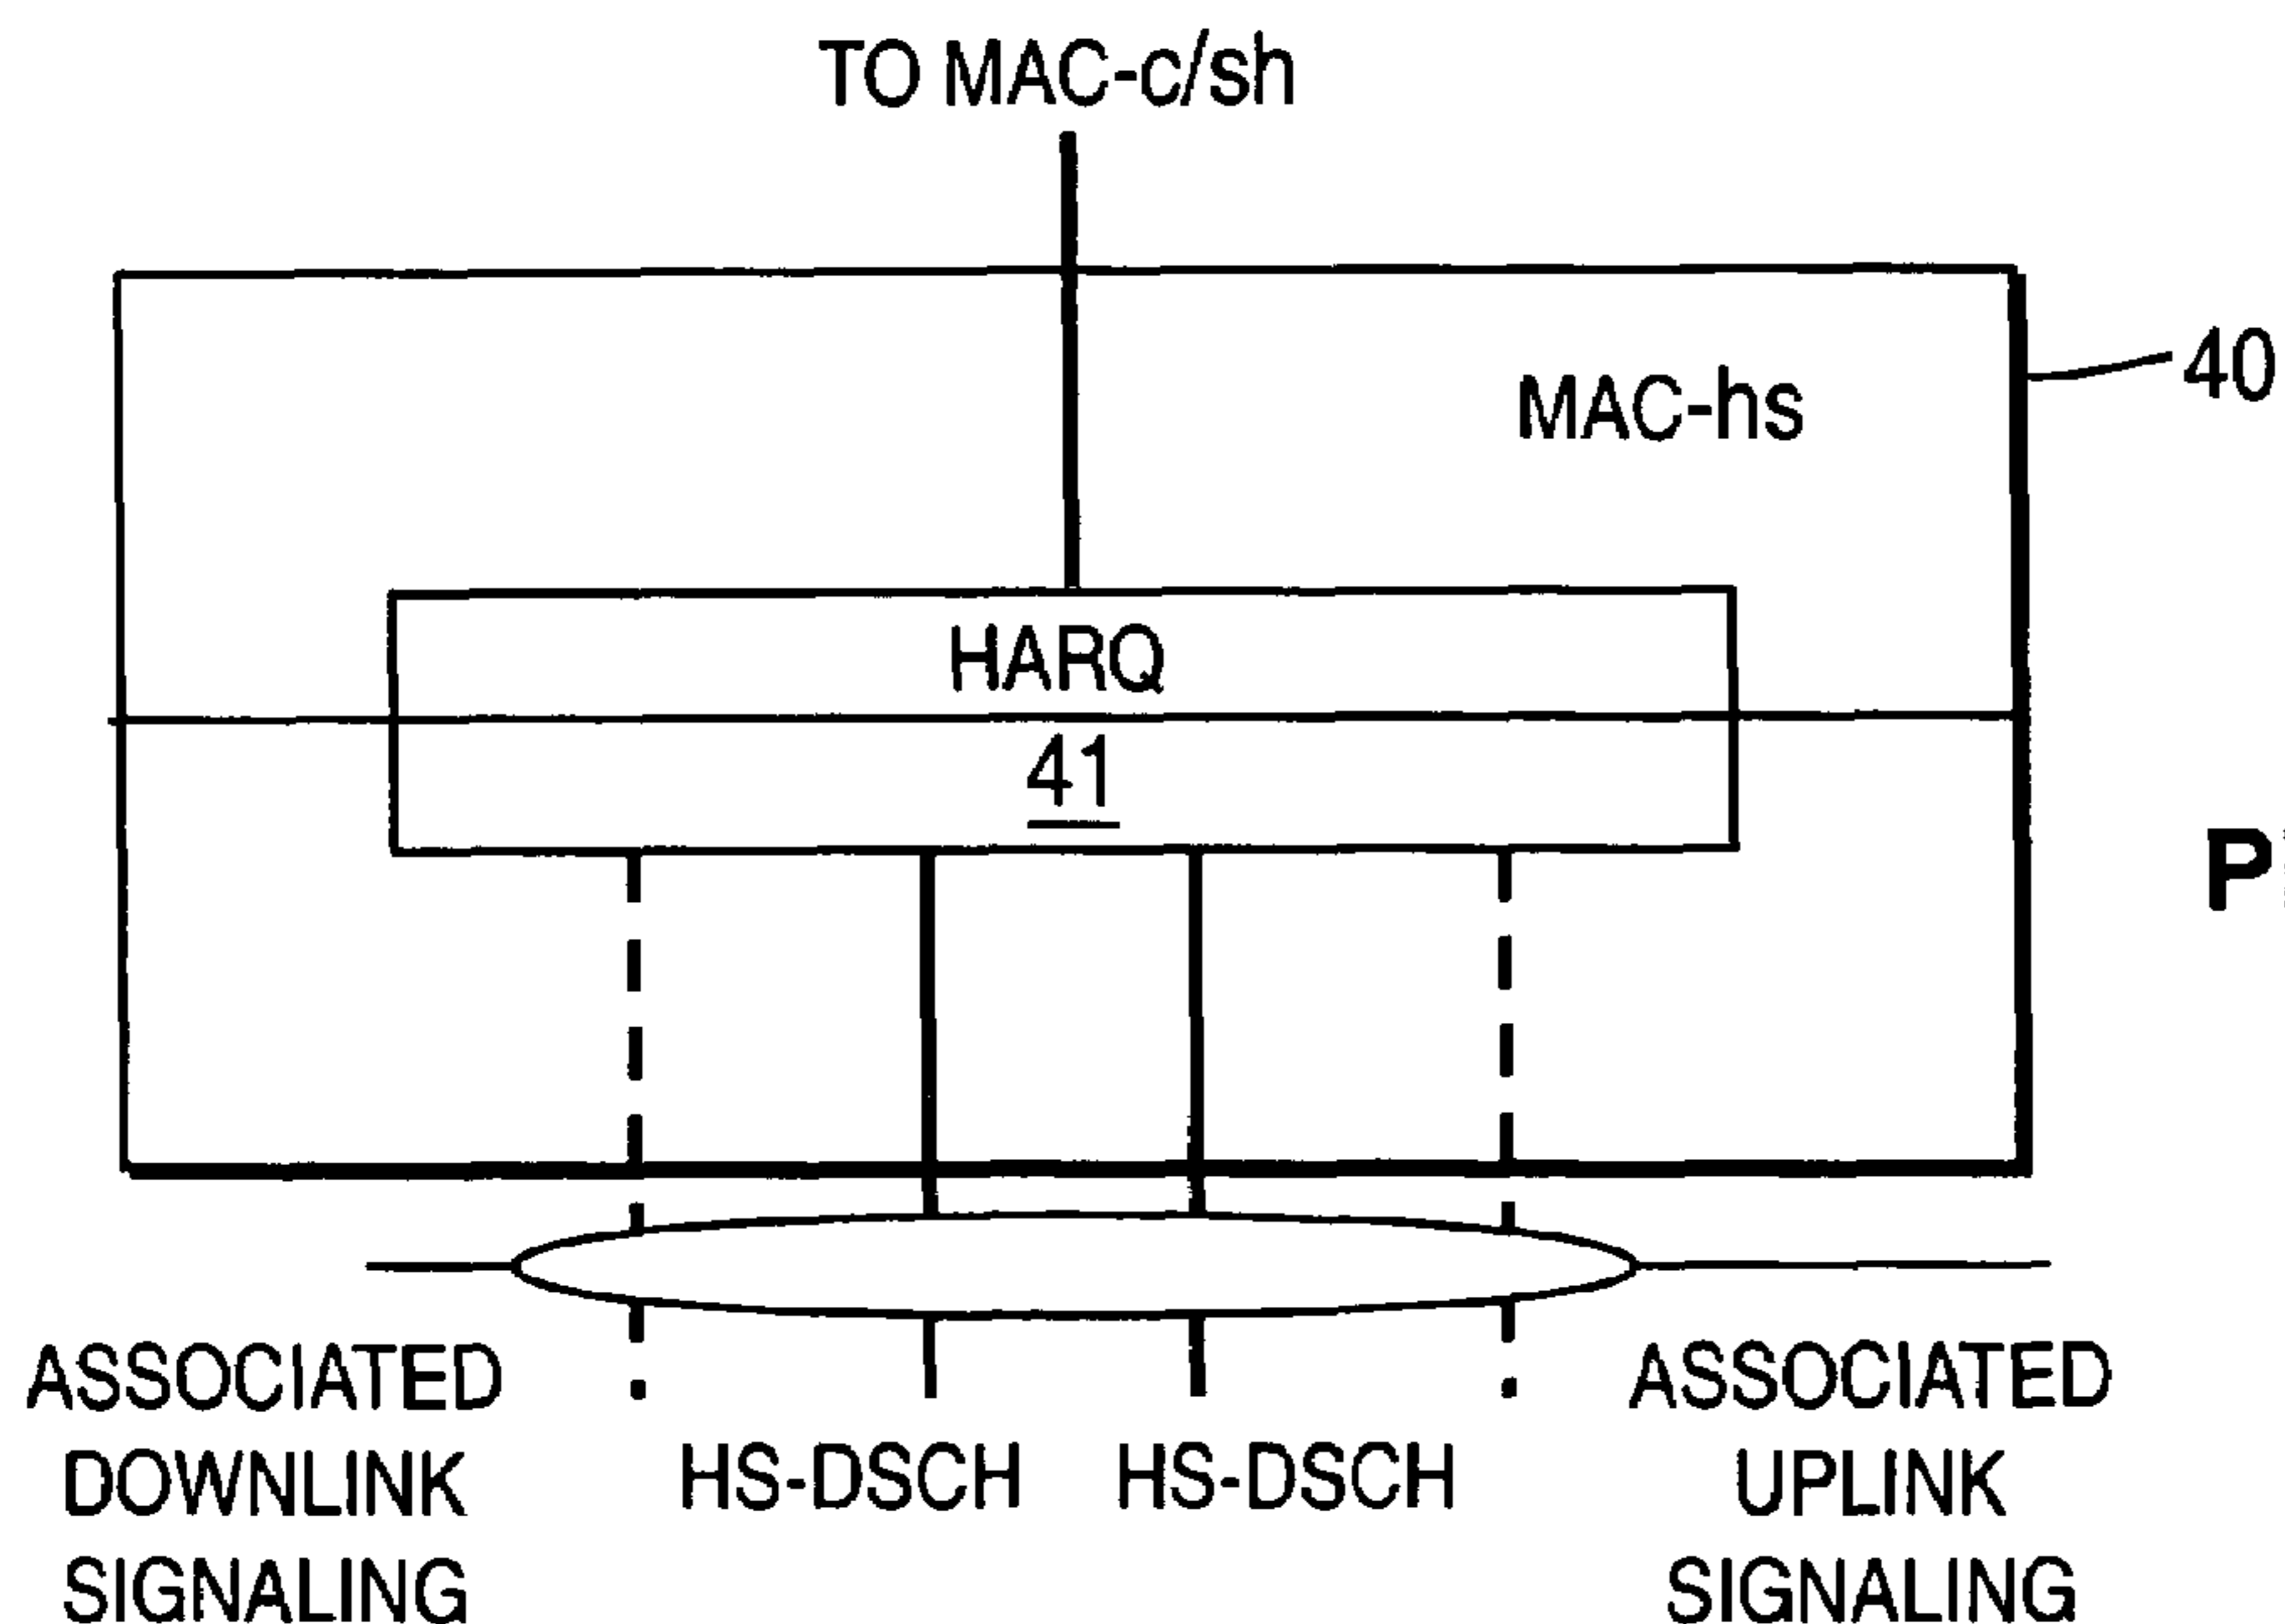 TO MAC-c/sh
MAC-hs
40
HARQ
41
ASSOCIATED
DOWNLINK
SIGNALING
HS-DSCH
HS-DSCH
ASSOCIATED
UPLINK
SIGNALING